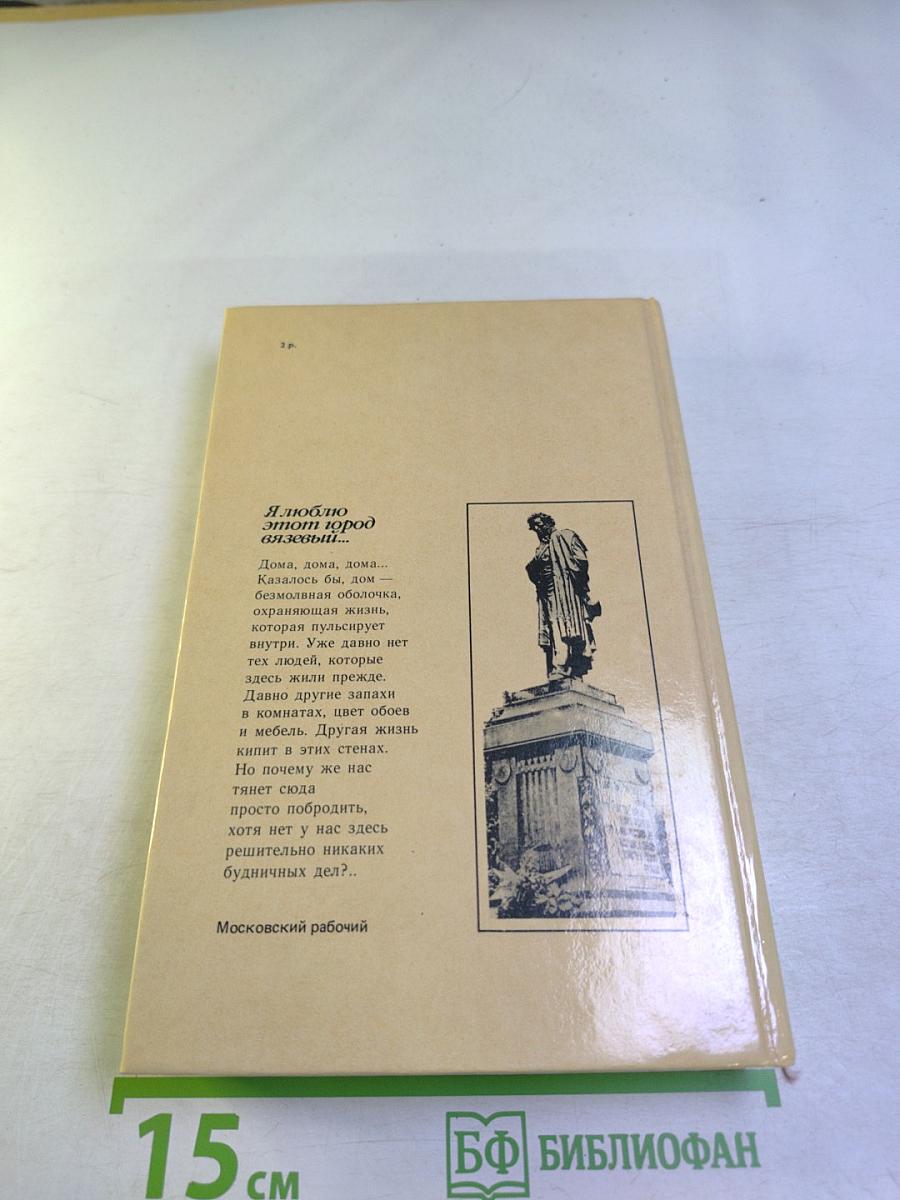 3 р.
Я люблю
этот город
вязевый...
Дома, дома, дома...
Казалось бы, дом —
безмолвная оболочка,
охраняющая жизнь,
которая пульсирует
внутри. Уже давно нет
тех людей, которые
здесь жили прежде.
Давно другие запахи
в комнатах, цвет обоев
и мебель. Другая жизнь
кипит в этих стенах.
Но почему же нас
тянет сюда
просто побродить,
хотя нет у нас здесь
решительно никаких
будничных дел?..
Московский рабочий
15 см
БФ БИБЛИОФАН